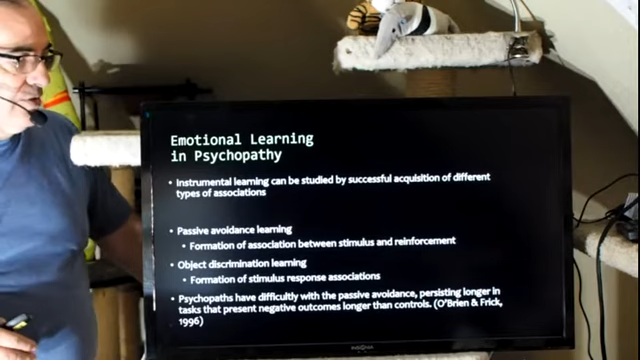 Emotional Learning
in Psychopathy
• Instrumental learning can be studied by successful acquisition of different
types of associations
• Passive avoidance learning
• Formation of association between stimulus and reinforcement
• Object discrimination learning
• Formation of stimulus response associations
• Psychopaths have difficultly with the passive avoidance, persisting longer in
tasks that present negative outcomes longer than controls. (O'Brien & Frick,
1996)
INSIGNIA